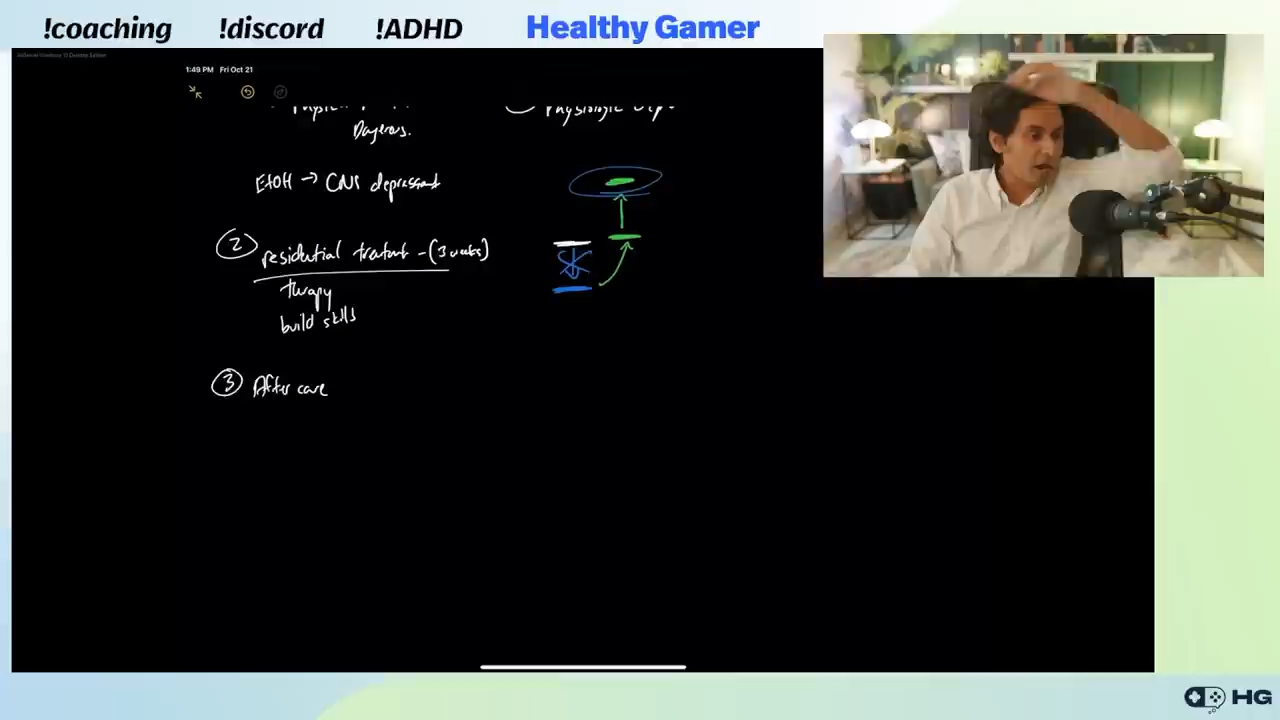 !coaching !discord !ADHD Healthy Gamer
1:49 PM Fri Oct 21
Physiologic
Dangerous.
EtOH → CNS depressant
② residential treatment - (3 weeks)
therapy
build skills
③ After care
HG